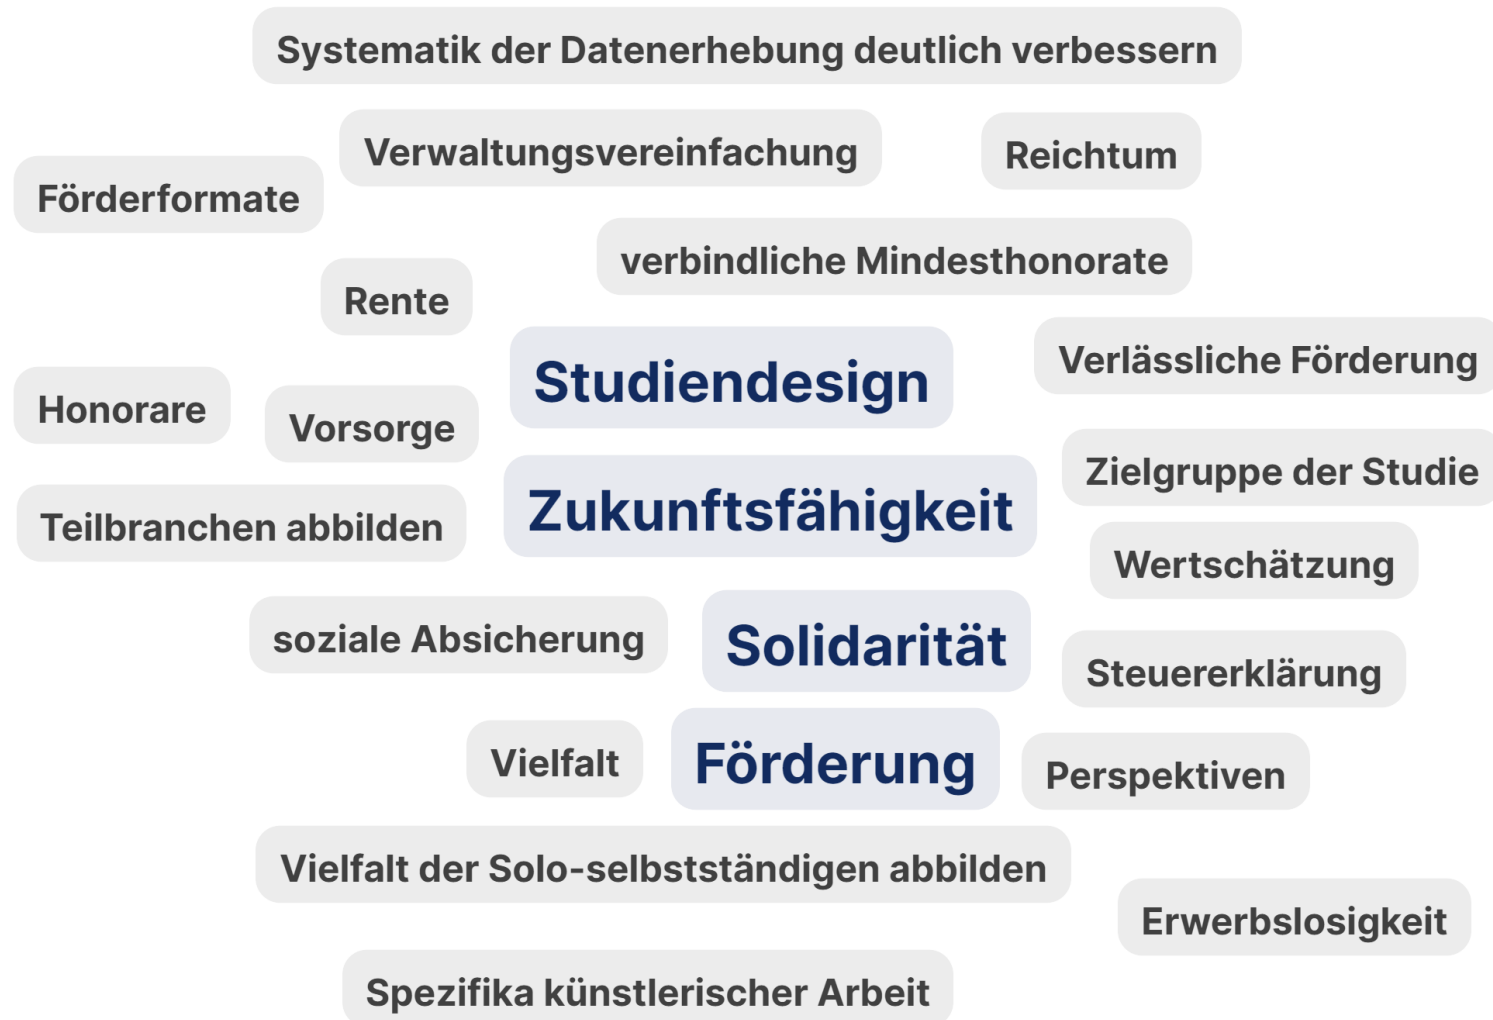 Systematik der Datenerhebung deutlich verbessern
Verwaltungsvereinfachung
Reichtum
Förderformate
verbindliche Mindesthonorate
Rente
Studiendesign
Verlässliche Förderung
Honorare
Vorsorge
Zielgruppe der Studie
Zukunftsfähigkeit
Teilbranchen abbilden
Wertschätzung
soziale Absicherung
Solidarität
Steuererklärung
Vielfalt
Förderung
Perspektiven
Vielfalt der Solo-selbstständigen abbilden
Erwerbslosigkeit
Spezifika künstlerischer Arbeit